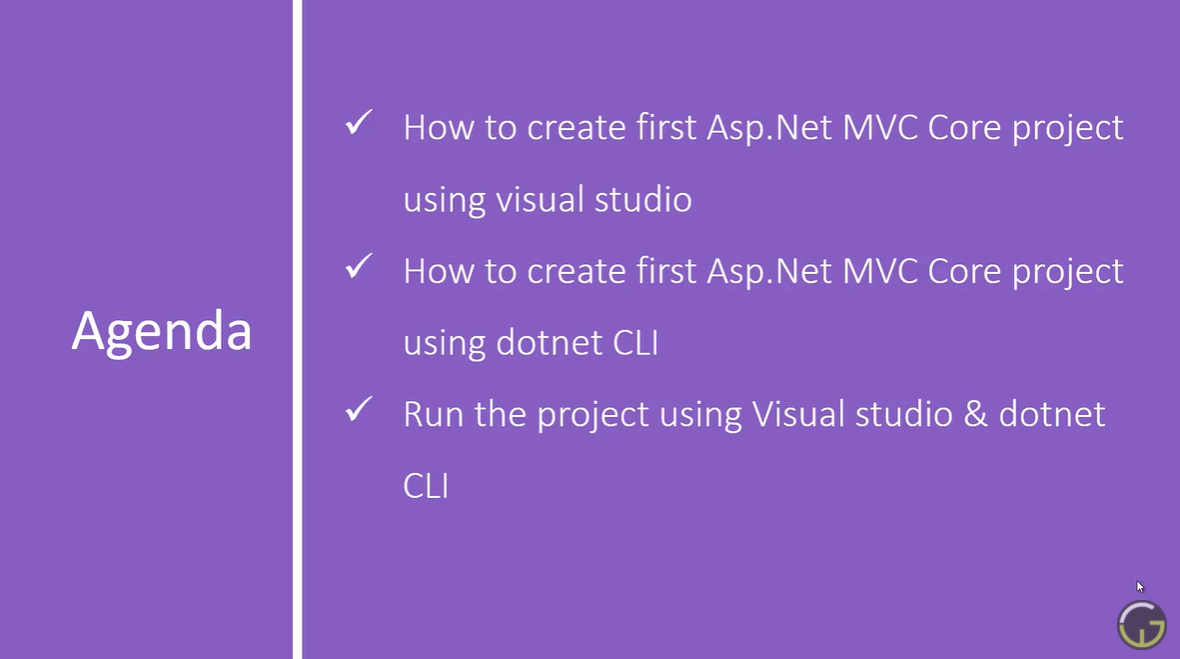 Agenda
✓ How to create first Asp.Net MVC Core project
using visual studio
✓ How to create first Asp.Net MVC Core project
using dotnet CLI
✓ Run the project using Visual studio & dotnet
CLI